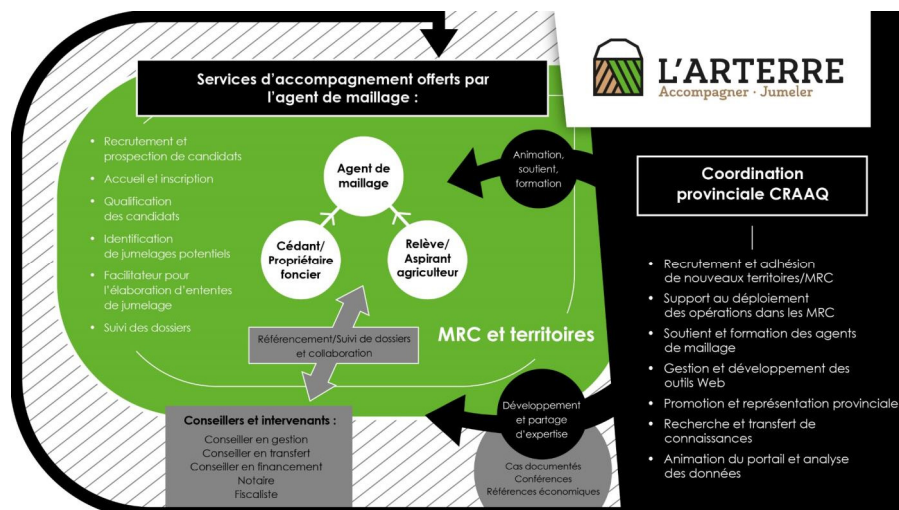 Services d'accompagnement offerts par
l'agent de maillage :
• Recrutement et
prospection de candidats
• Accueil et inscription
• Qualification
des candidats
• Identification
de jumelages potentiels
• Facilitateur pour
l'élaboration d'ententes
de jumelage
• Suivi des dossiers
Agent de
maillage
Cédant/
Propriétaire
foncier
Relève/
Aspirant
agriculteur
Référencement/Suivi de dossiers
et collaboration
MRC et territoires
Conseillers et intervenants :
Conseiller en gestion
Conseiller en transfert
Conseiller en financement
Notaire
Fiscaliste
Animation,
soutient,
formation
Développement
et partage
d'expertise
Cas documentés
Conférences
Références économiques
L'ARTERRE
Accompagner · Jumeler
Coordination
provinciale CRAAQ
• Recrutement et adhésion
de nouveaux territoires/MRC
• Support au déploiement
des opérations dans les MRC
• Soutient et formation des agents
de maillage
• Gestion et développement des
outils Web
• Promotion et représentation provinciale
• Recherche et transfert de
connaissances
• Animation du portail et analyse
des données